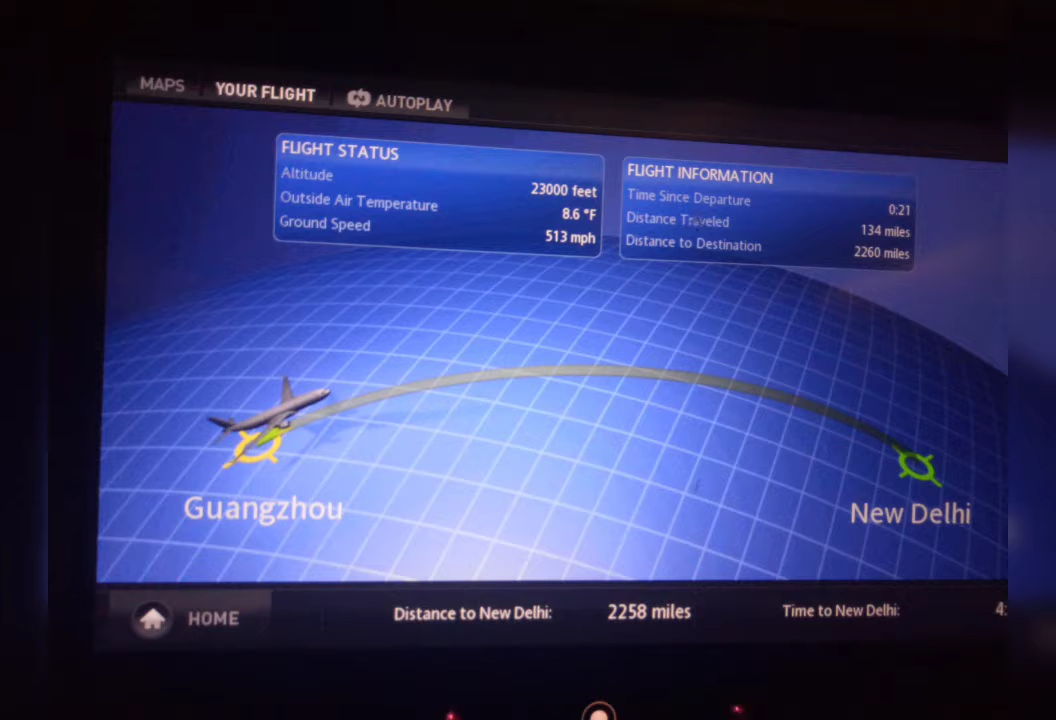 MAPS YOUR FLIGHT AUTOPLAY
FLIGHT STATUS
Altitude 23000 feet
Outside Air Temperature 8.6 °F
Ground Speed 513 mph
FLIGHT INFORMATION
Time Since Departure 0:21
Distance Traveled 134 miles
Distance to Destination 2260 miles
Guangzhou
New Delhi
HOME Distance to New Delhi: 2258 miles Time to New Delhi: 4: